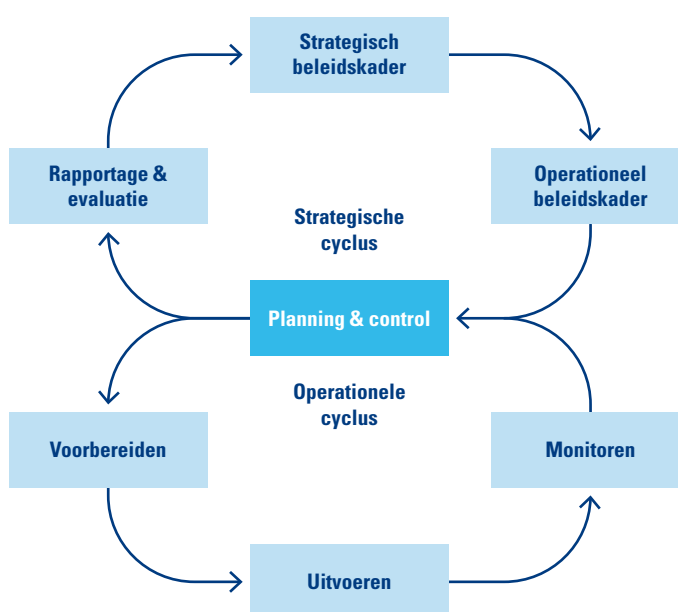 Strategisch
beleidskader
Rapportage &
evaluatie
Operationeel
beleidskader
Strategische
cyclus
Planning & control
Operationele
cyclus
Voorbereiden
Monitoren
Uitvoeren